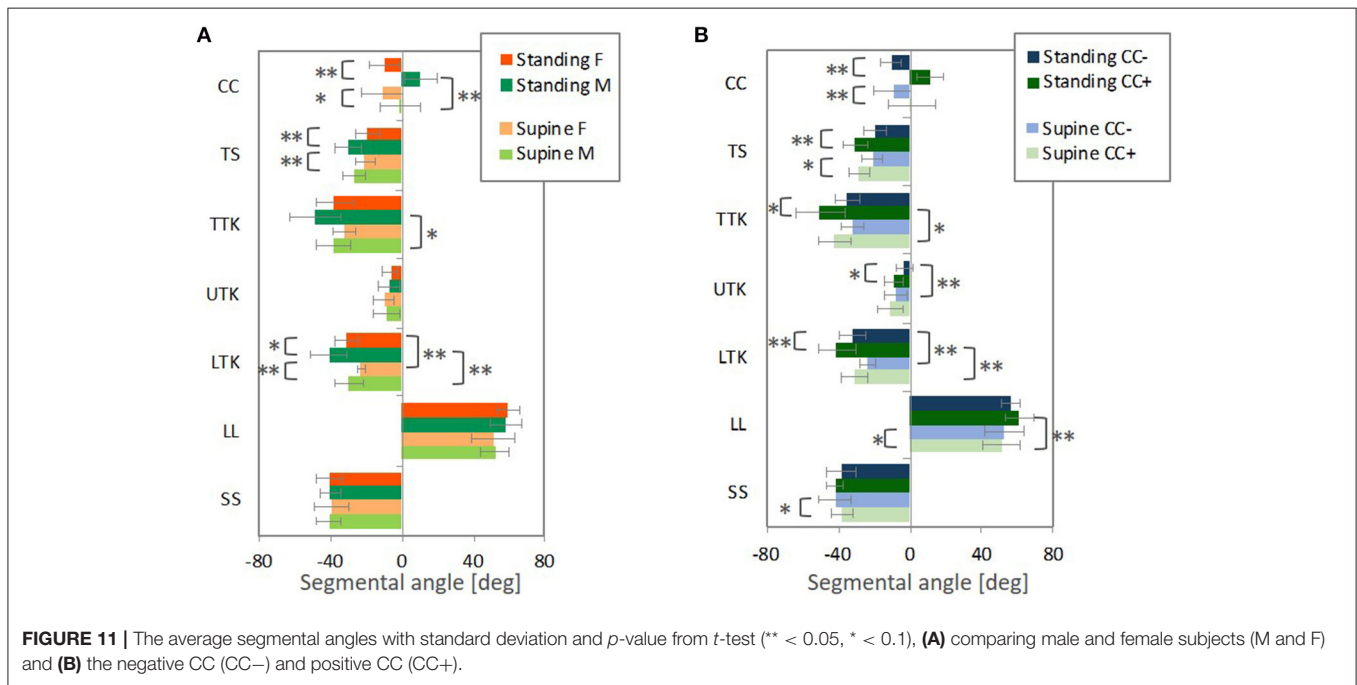 A
Standing F
Standing M
Supine F
Supine M
CC
TS
TTK
UTK
LTK
LL
SS
**
*
**
**
**
*
*
**
**
**
-80 -40 0 40 80
Segmental angle [deg]
B
Standing CC-
Standing CC+
Supine CC-
Supine CC+
CC
TS
TTK
UTK
LTK
LL
SS
**
**
**
*
*
*
*
**
**
**
**
*
**
*
-80 -40 0 40 80
Segmental angle [deg]
FIGURE 11 | The average segmental angles with standard deviation and p-value from t-test (** < 0.05, * < 0.1), (A) comparing male and female subjects (M and F)
and (B) the negative CC (CC−) and positive CC (CC+).